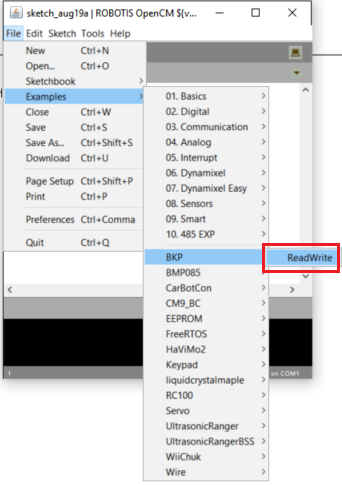 sketch_aug19a | ROBOTIS OpenCM ${v...
File Edit Sketch Tools Help
New Ctrl+N
Open... Ctrl+O
Sketchbook
Examples
Close Ctrl+W
Save Ctrl+S
Save As... Ctrl+Shift+S
Download Ctrl+U
Page Setup Ctrl+Shift+P
Print Ctrl+P
Preferences Ctrl+Comma
Quit Ctrl+Q
01. Basics
02. Digital
03. Communication
04. Analog
05. Interrupt
06. Dynamixel
07. Dynamixel Easy
08. Sensors
09. Smart
10. 485 EXP
BKP
ReadWrite
BMP085
CarBotCon
CM9_BC
EEPROM
FreeRTOS
HaViMo2
Keypad
liquidcrystalmaple
RC100
Servo
UltrasonicRanger
UltrasonicRangerBSS
WiiChuk
Wire
1
on COM1